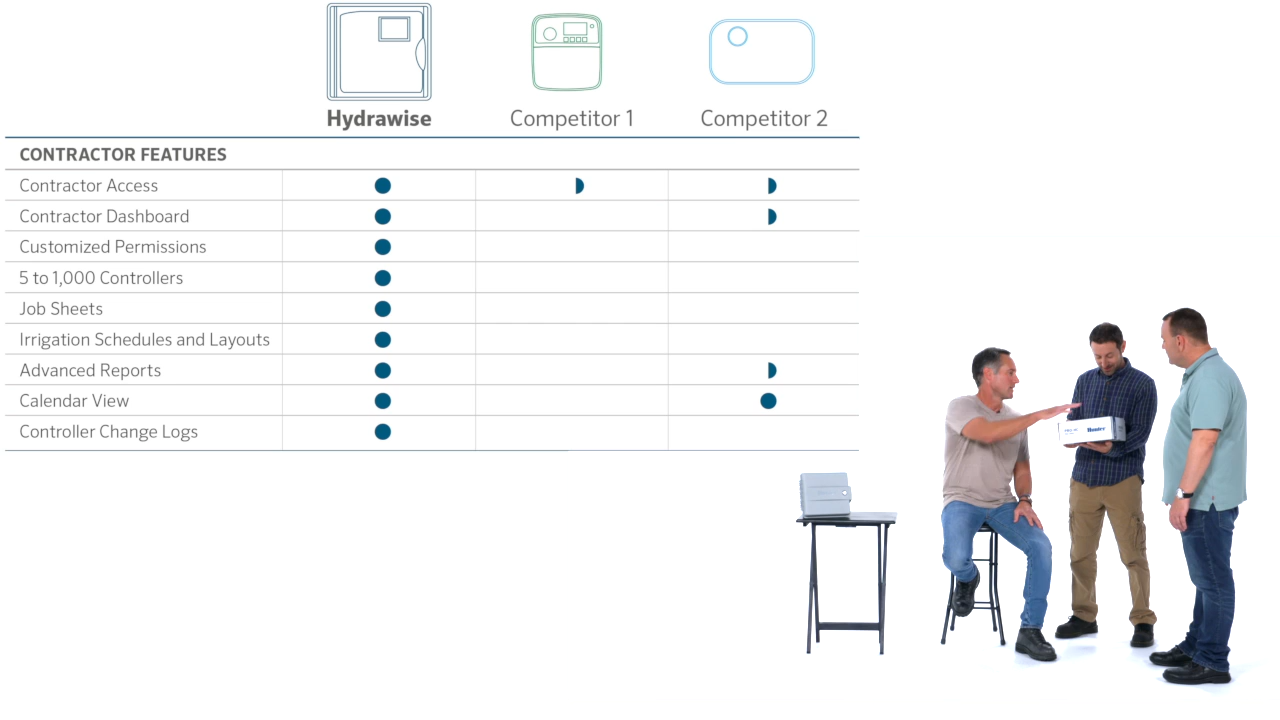 Hydrawise Competitor 1 Competitor 2
CONTRACTOR FEATURES
Contractor Access
Contractor Dashboard
Customized Permissions
5 to 1,000 Controllers
Job Sheets
Irrigation Schedules and Layouts
Advanced Reports
Calendar View
Controller Change Logs
Hunter